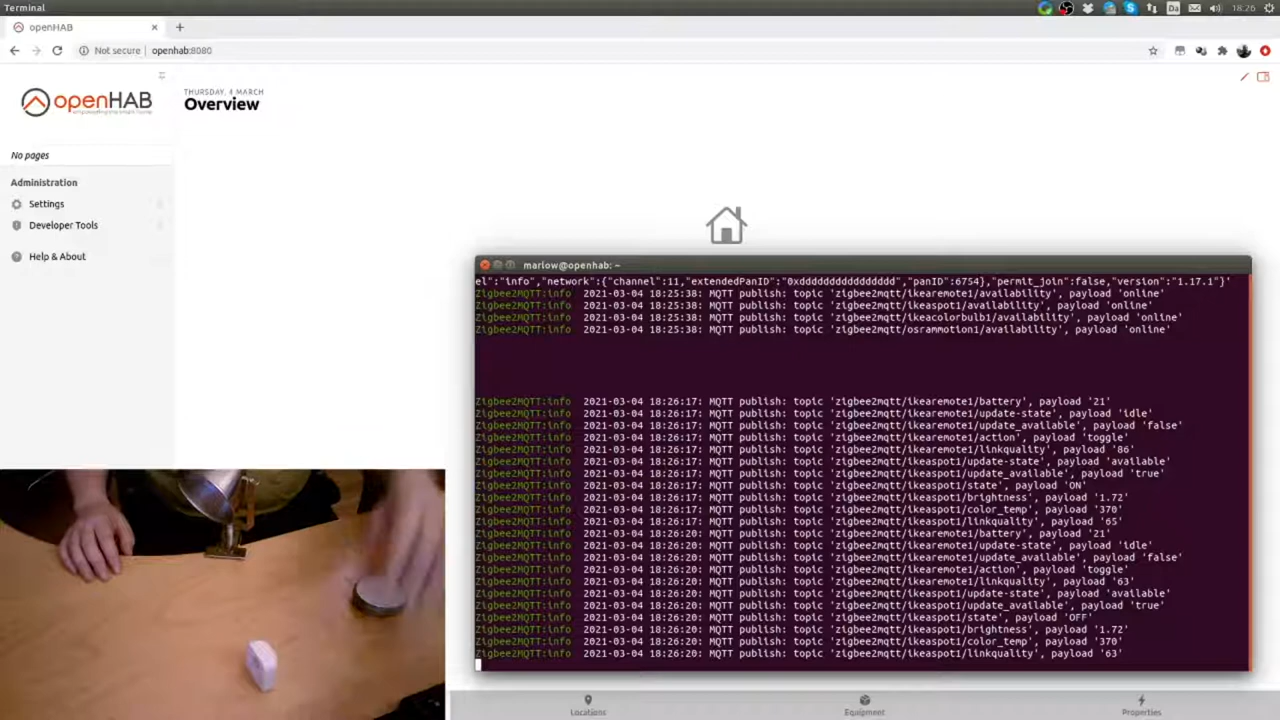 Terminal
Da
18.26
openHAB
Not secure
openhab:8080
openHAB
empowering the smart home
THURSDAY, 4 MARCH
Overview
No pages
Administration
Settings
Developer Tools
Help & About
marlow@openhab: ~
el":"info","network":{"channel":11,"extendedPanID":"0xdddddddddddddddd","panID":6754},"permit_join":false,"version":"1.17.1"}'
Zigbee2MQTT:info 2021-03-04 18:25:38: MQTT publish: topic 'zigbee2mqtt/ikearemote1/availability', payload 'online'
Zigbee2MQTT:info 2021-03-04 18:25:38: MQTT publish: topic 'zigbee2mqtt/ikeaspot1/availability', payload 'online'
Zigbee2MQTT:info 2021-03-04 18:25:38: MQTT publish: topic 'zigbee2mqtt/ikeacolorbulb1/availability', payload 'online'
Zigbee2MQTT:info 2021-03-04 18:25:38: MQTT publish: topic 'zigbee2mqtt/osrammotion1/availability', payload 'online'
Zigbee2MQTT:info 2021-03-04 18:26:17: MQTT publish: topic 'zigbee2mqtt/ikearemote1/battery', payload '21'
Zigbee2MQTT:info 2021-03-04 18:26:17: MQTT publish: topic 'zigbee2mqtt/ikearemote1/update-state', payload 'idle'
Zigbee2MQTT:info 2021-03-04 18:26:17: MQTT publish: topic 'zigbee2mqtt/ikearemote1/update_available', payload 'false'
Zigbee2MQTT:info 2021-03-04 18:26:17: MQTT publish: topic 'zigbee2mqtt/ikearemote1/action', payload 'toggle'
Zigbee2MQTT:info 2021-03-04 18:26:17: MQTT publish: topic 'zigbee2mqtt/ikearemote1/linkquality', payload '86'
Zigbee2MQTT:info 2021-03-04 18:26:17: MQTT publish: topic 'zigbee2mqtt/ikeaspot1/update-state', payload 'available'
Zigbee2MQTT:info 2021-03-04 18:26:17: MQTT publish: topic 'zigbee2mqtt/ikeaspot1/update_available', payload 'true'
Zigbee2MQTT:info 2021-03-04 18:26:17: MQTT publish: topic 'zigbee2mqtt/ikeaspot1/state', payload 'ON'
Zigbee2MQTT:info 2021-03-04 18:26:17: MQTT publish: topic 'zigbee2mqtt/ikeaspot1/brightness', payload '1.72'
Zigbee2MQTT:info 2021-03-04 18:26:17: MQTT publish: topic 'zigbee2mqtt/ikeaspot1/color_temp', payload '370'
Zigbee2MQTT:info 2021-03-04 18:26:17: MQTT publish: topic 'zigbee2mqtt/ikeaspot1/linkquality', payload '65'
Zigbee2MQTT:info 2021-03-04 18:26:20: MQTT publish: topic 'zigbee2mqtt/ikearemote1/battery', payload '21'
Zigbee2MQTT:info 2021-03-04 18:26:20: MQTT publish: topic 'zigbee2mqtt/ikearemote1/update-state', payload 'idle'
Zigbee2MQTT:info 2021-03-04 18:26:20: MQTT publish: topic 'zigbee2mqtt/ikearemote1/update_available', payload 'false'
Zigbee2MQTT:info 2021-03-04 18:26:20: MQTT publish: topic 'zigbee2mqtt/ikearemote1/action', payload 'toggle'
Zigbee2MQTT:info 2021-03-04 18:26:20: MQTT publish: topic 'zigbee2mqtt/ikearemote1/linkquality', payload '63'
Zigbee2MQTT:info 2021-03-04 18:26:20: MQTT publish: topic 'zigbee2mqtt/ikeaspot1/update-state', payload 'available'
Zigbee2MQTT:info 2021-03-04 18:26:20: MQTT publish: topic 'zigbee2mqtt/ikeaspot1/update_available', payload 'true'
Zigbee2MQTT:info 2021-03-04 18:26:20: MQTT publish: topic 'zigbee2mqtt/ikeaspot1/state', payload 'OFF'
Zigbee2MQTT:info 2021-03-04 18:26:20: MQTT publish: topic 'zigbee2mqtt/ikeaspot1/brightness', payload '1.72'
Zigbee2MQTT:info 2021-03-04 18:26:20: MQTT publish: topic 'zigbee2mqtt/ikeaspot1/color_temp', payload '370'
Zigbee2MQTT:info 2021-03-04 18:26:20: MQTT publish: topic 'zigbee2mqtt/ikeaspot1/linkquality', payload '63'
Locations
Equipment
Properties